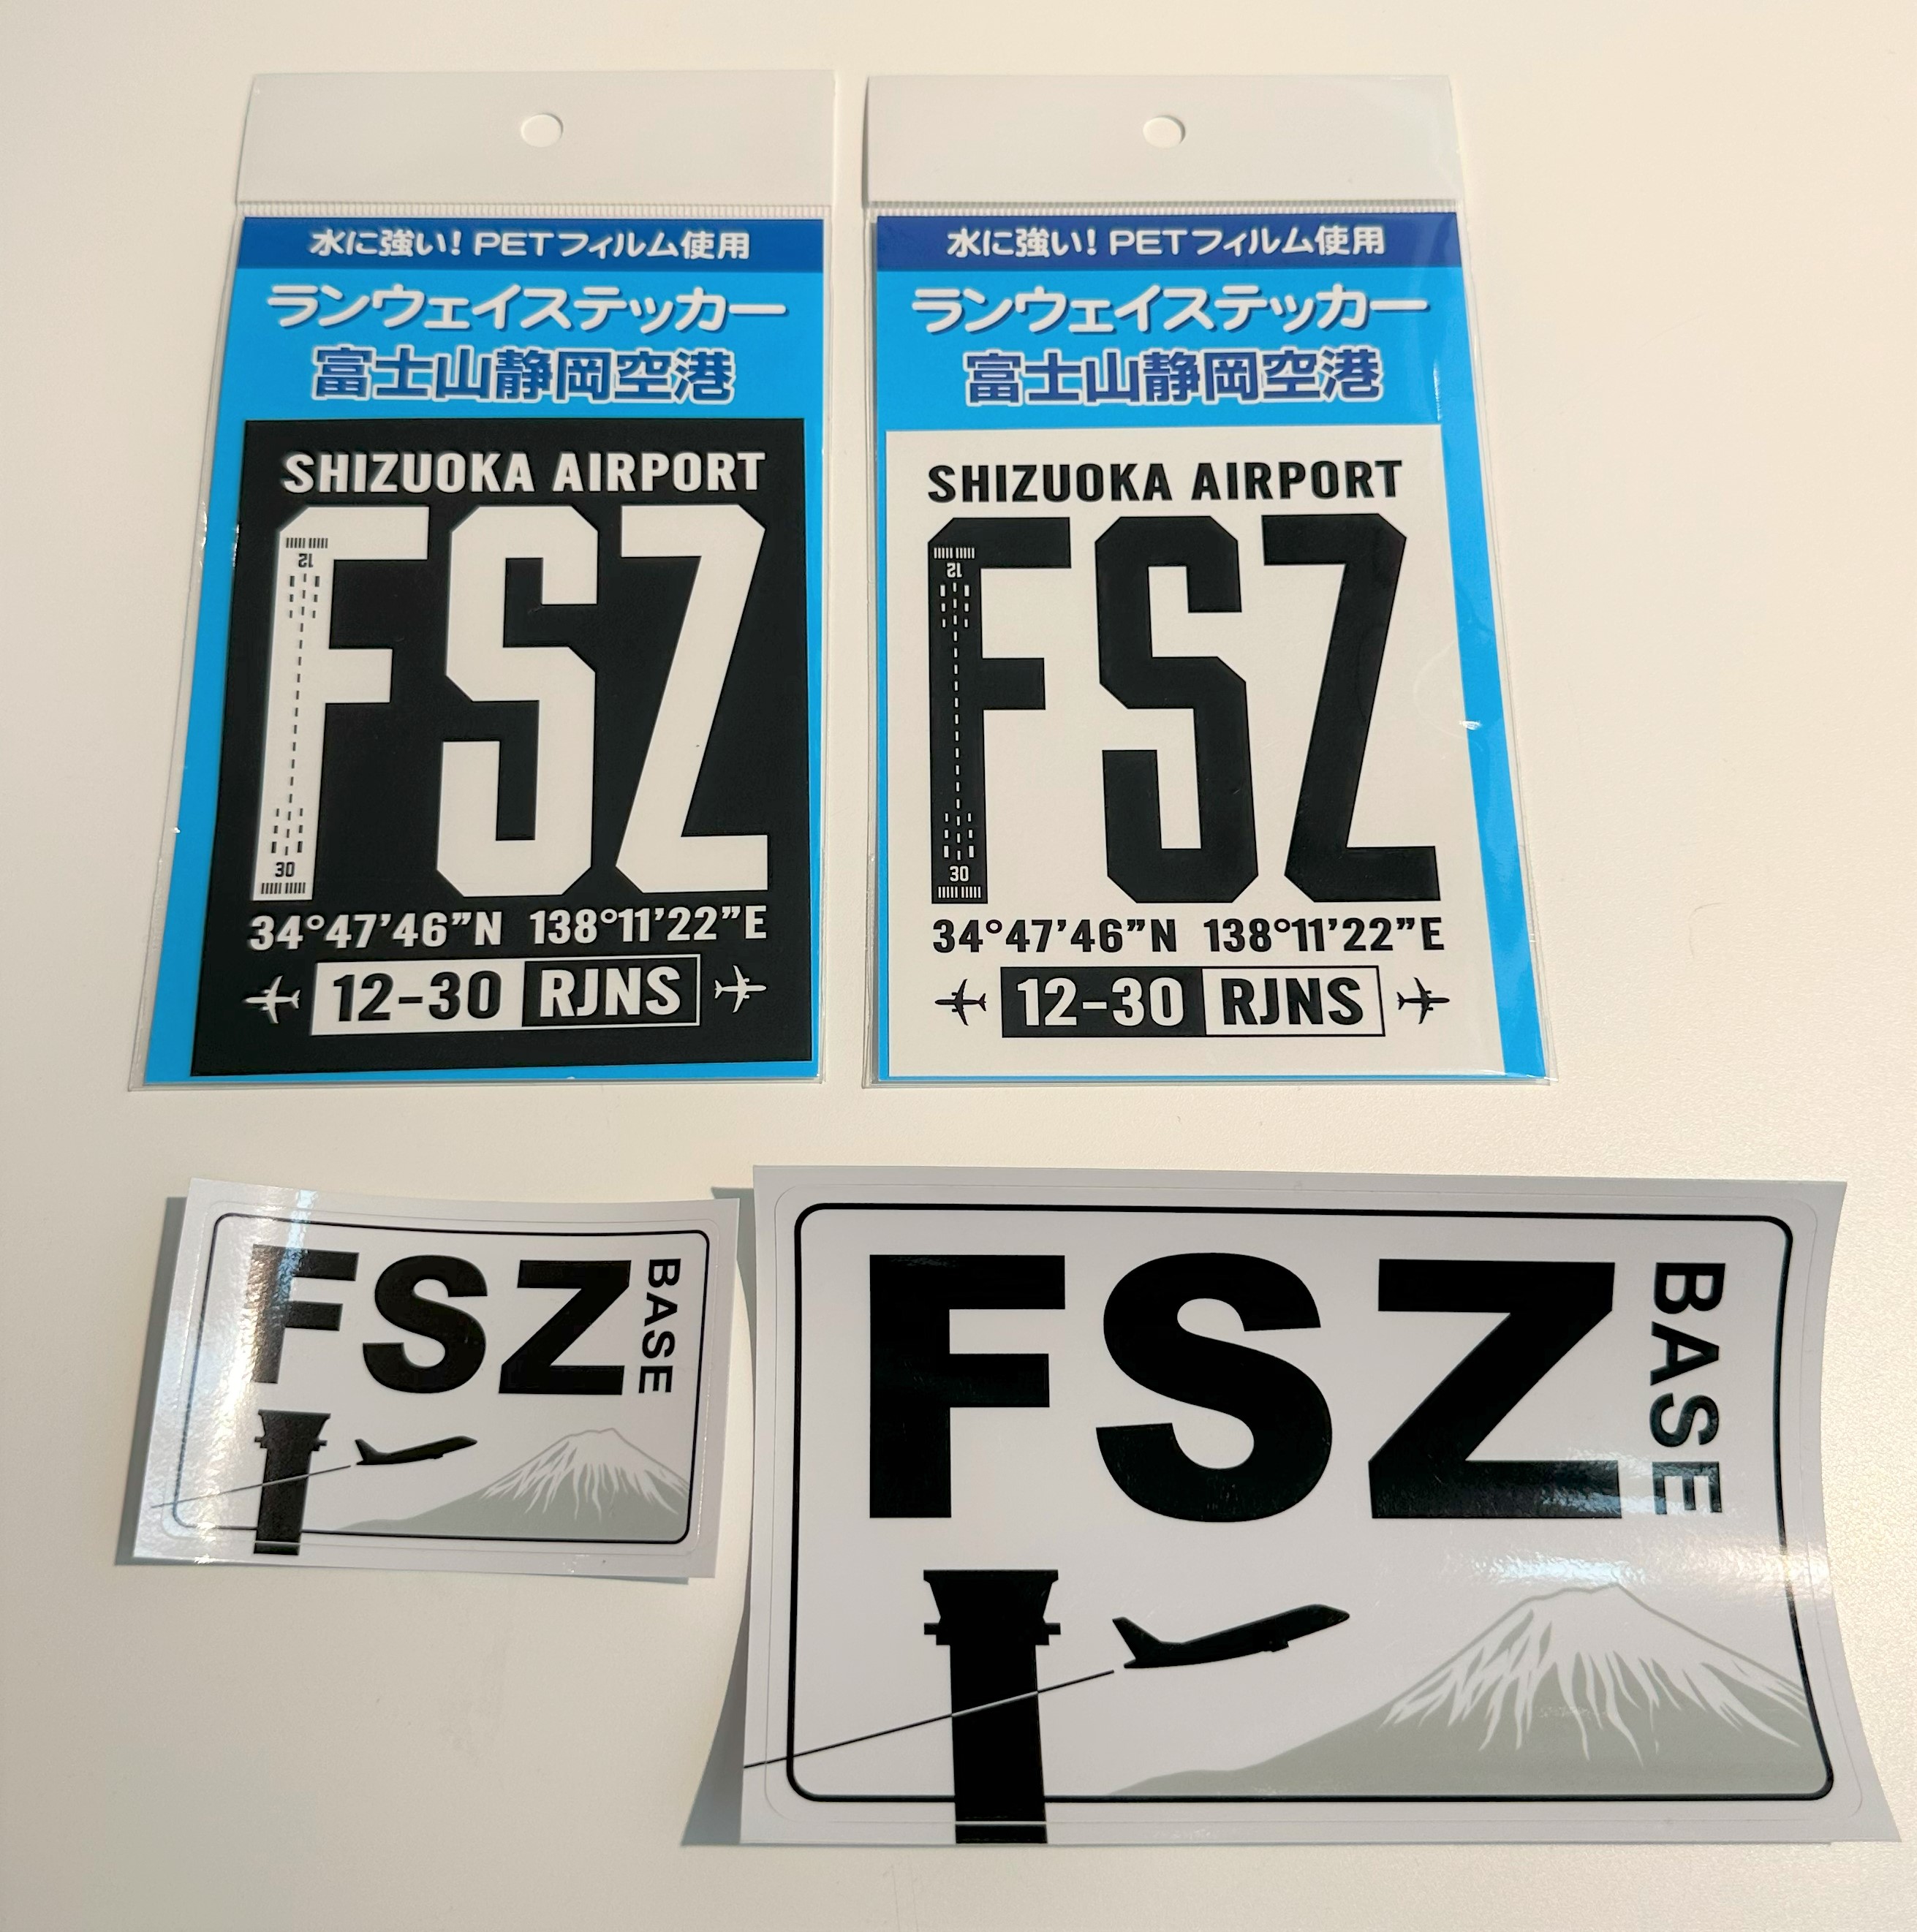 水に強い！PETフィルム使用
ランウェイステッカー
富士山静岡空港
SHIZUOKA AIRPORT
FSZ
12
30
34°47’46”N 138°11’22”E
12-30 RJNS
水に強い！PETフィルム使用
ランウェイステッカー
富士山静岡空港
SHIZUOKA AIRPORT
FSZ
12
30
34°47’46”N 138°11’22”E
12-30 RJNS
FSZ
BASE
FSZ
BASE